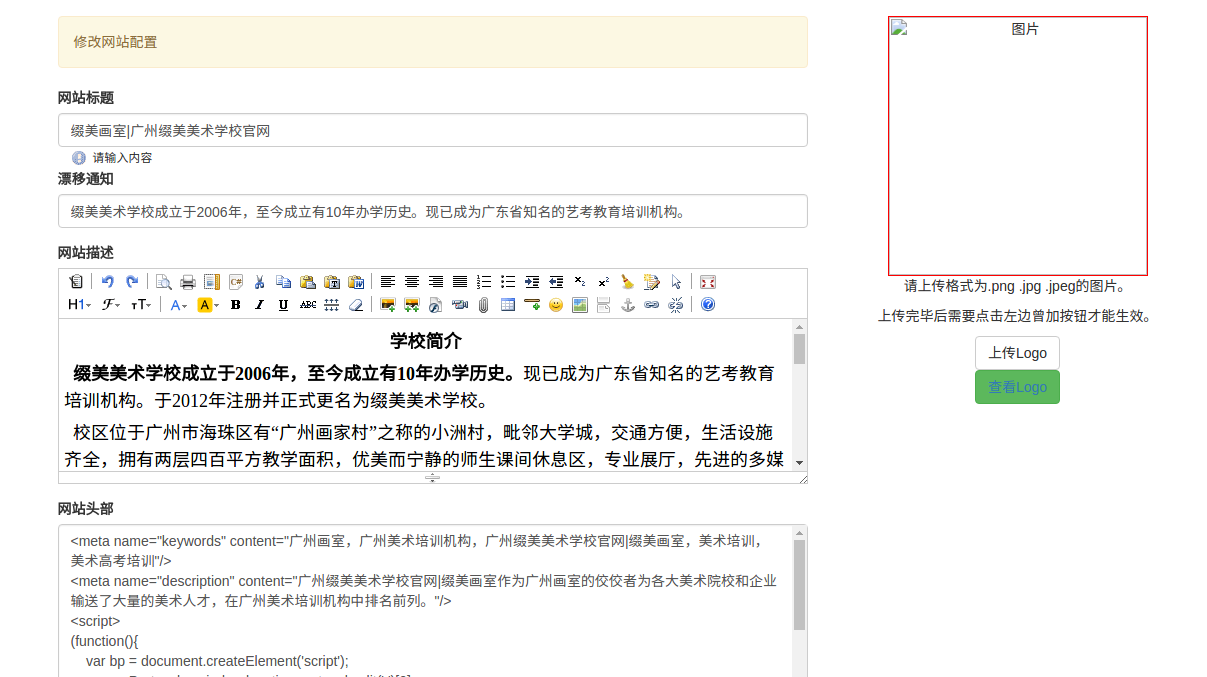 修改网站配置
网站标题
缀美画室|广州缀美美术学校官网
请输入内容
漂移通知
缀美美术学校成立于2006年，至今成立有10年办学历史。现已成为广东省知名的艺考教育培训机构。
网站描述
学校简介
缀美美术学校成立于2006年，至今成立有10年办学历史。现已成为广东省知名的艺考教育
培训机构。于2012年注册并正式更名为缀美美术学校。
校区位于广州市海珠区有“广州画家村”之称的小洲村，毗邻大学城，交通方便，生活设施
齐全，拥有两层四百平方教学面积，优美而宁静的师生课间休息区，专业展厅，先进的多媒
网站头部
<meta name="keywords" content="广州画室，广州美术培训机构，广州缀美美术学校官网|缀美画室，美术培训，
美术高考培训"/>
<meta name="description" content="广州缀美美术学校官网|缀美画室作为广州画室的佼佼者为各大美术院校和企业
输送了大量的美术人才，在广州美术培训机构中排名前列。"/>
<script>
(function(){
var bp = document.createElement('script');
图片
请上传格式为.png .jpg .jpeg的图片。
上传完毕后需要点击左边曾加按钮才能生效。
上传Logo
查看Logo